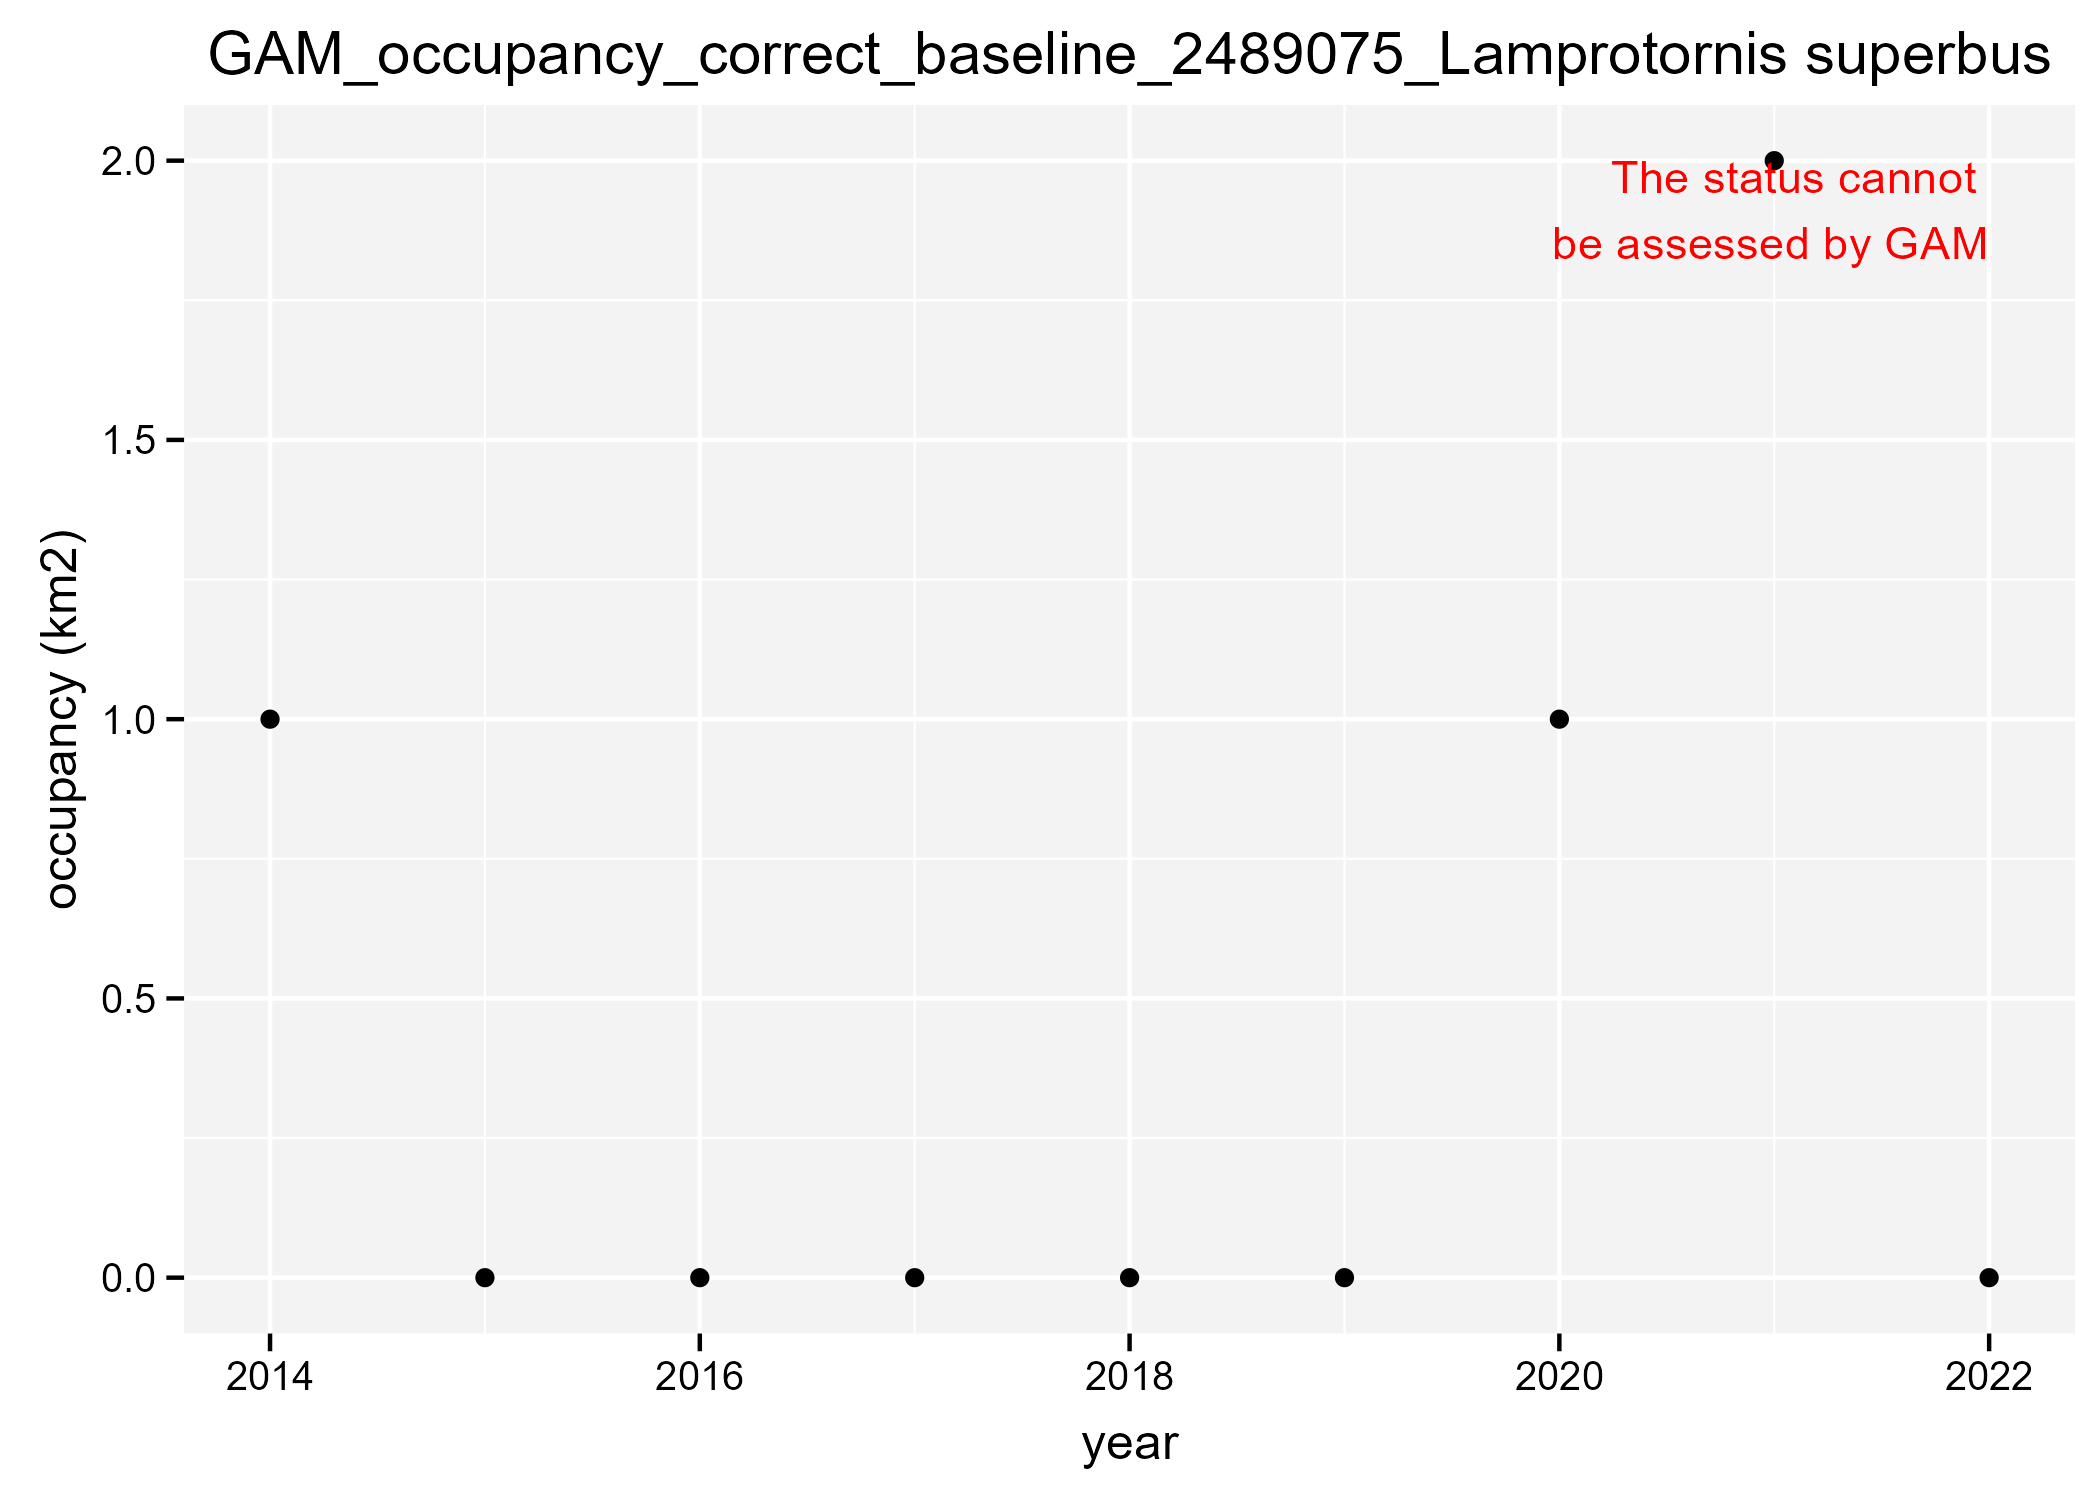 GAM_occupancy_correct_baseline_2489075_Lamprotornis superbus
2.0
The status cannot
be assessed by GAM
1.5
occupancy (km2)
1.0
0.5
0.0
2014 2016 2018 2020 2022
year